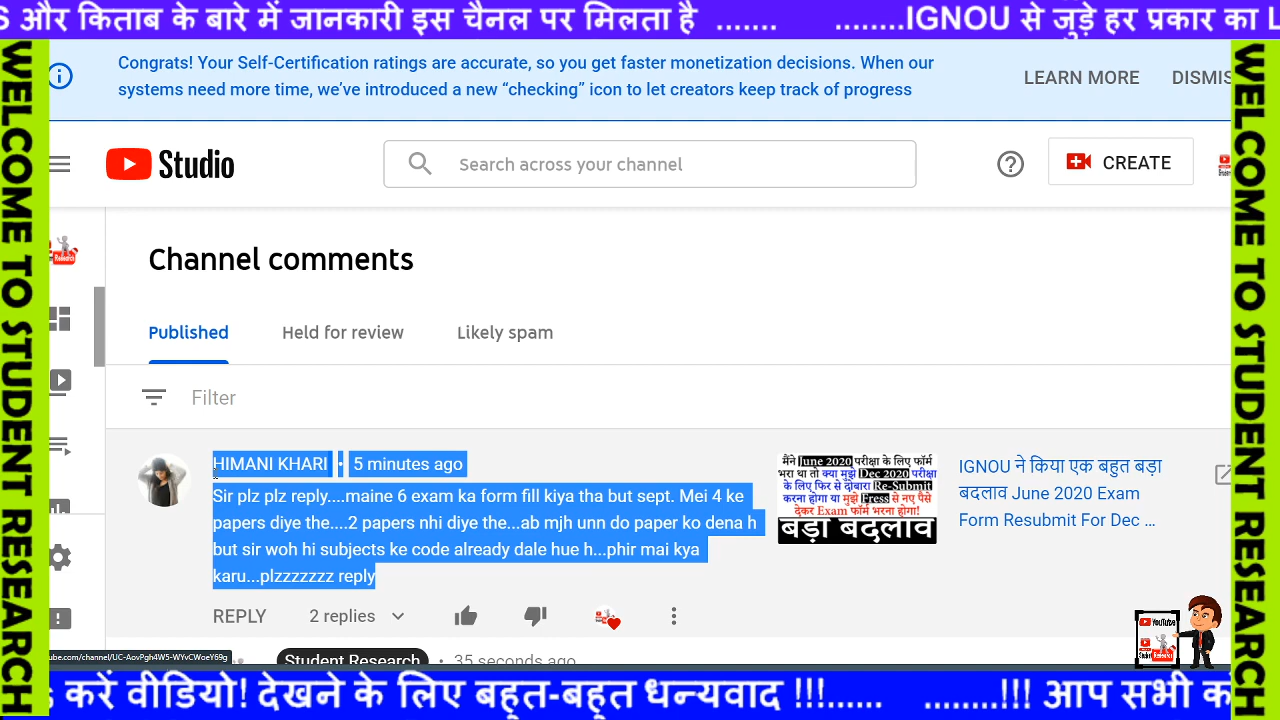 S और किताब के बारे में जानकारी इस चैनल पर मिलता है ....... ........IGNOU से जुड़े हर प्रकार का L
WELCOME TO STUDENT RESEARCH
WELCOME TO STUDENT RESEARCH
Congrats! Your Self-Certification ratings are accurate, so you get faster monetization decisions. When our
systems need more time, we've introduced a new “checking” icon to let creators keep track of progress
LEARN MORE DISMIS
Studio
Search across your channel
CREATE
Channel comments
Published Held for review Likely spam
Filter
HIMANI KHARI • 5 minutes ago
Sir plz plz reply....maine 6 exam ka form fill kiya tha but sept. Mei 4 ke
papers diye the....2 papers nhi diye the...ab mjh unn do paper ko dena h
but sir woh hi subjects ke code already dale hue h...phir mai kya
karu...plzzzzzzz reply
मैंने June 2020 परीक्षा के लिए फॉर्म
भरा था तो क्या मुझे Dec 2020 परीक्षा
के लिए फिर से दोबारा Re-Submit
करना होगा या मुझे Fress से नए पैसे
देकर Exam फॉर्म भरना होगा!
बड़ा बदलाव
IGNOU ने किया एक बहुत बड़ा
बदलाव June 2020 Exam
Form Resubmit For Dec ...
REPLY 2 replies
YouTube
Student Research • 35 seconds ago
ube.com/channel/UC-AovPgh4W5-WYvCWoeY69g
करें वीडियो! देखने के लिए बहुत-बहुत धन्यवाद !!!...... ........!!! आप सभी क